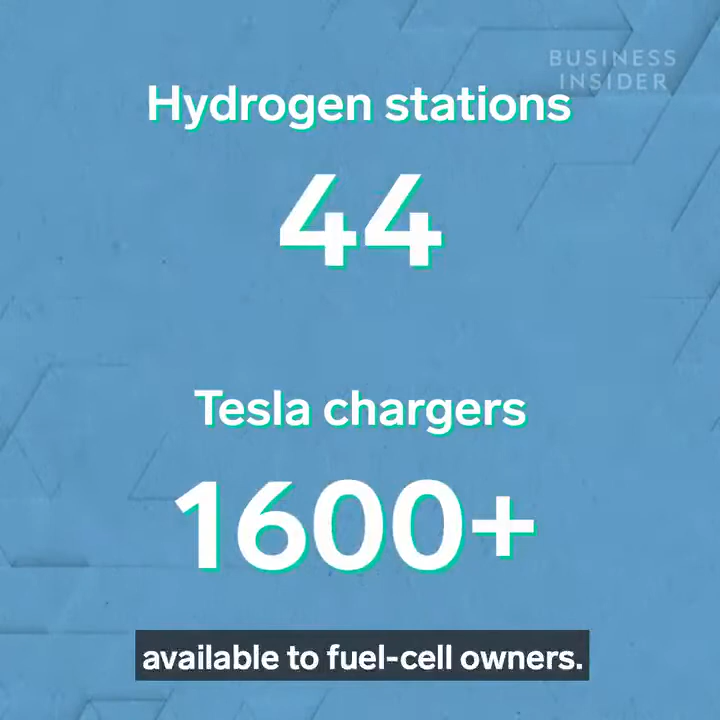 BUSINESS
INSIDER
Hydrogen stations
44
Tesla chargers
1600+
available to fuel-cell owners.